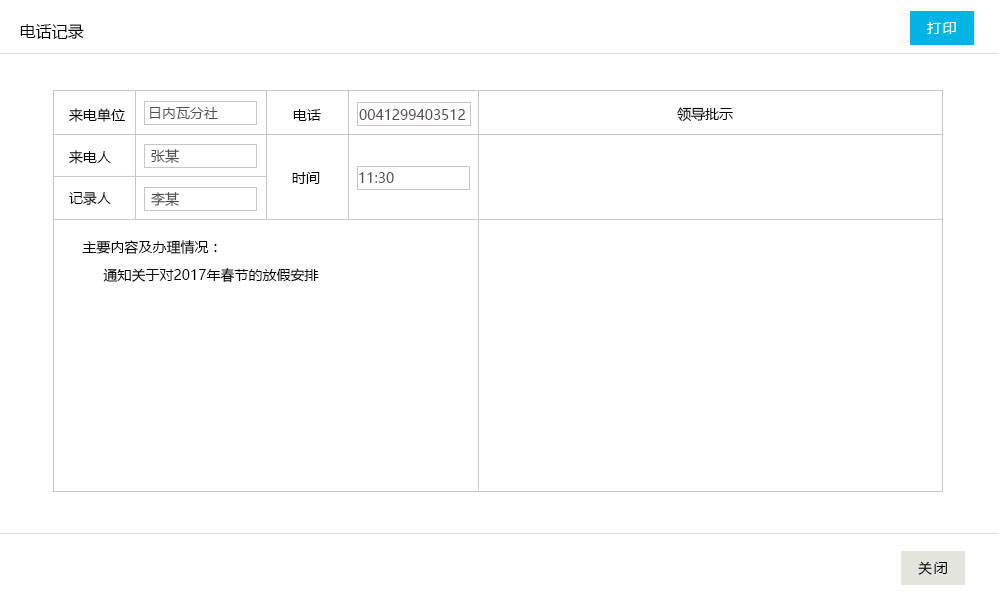 电话记录
打印
来电单位
日内瓦分社
电话
0041299403512
领导批示
来电人
张某
时间
11:30
记录人
李某
主要内容及办理情况：
通知关于对2017年春节的放假安排
关闭